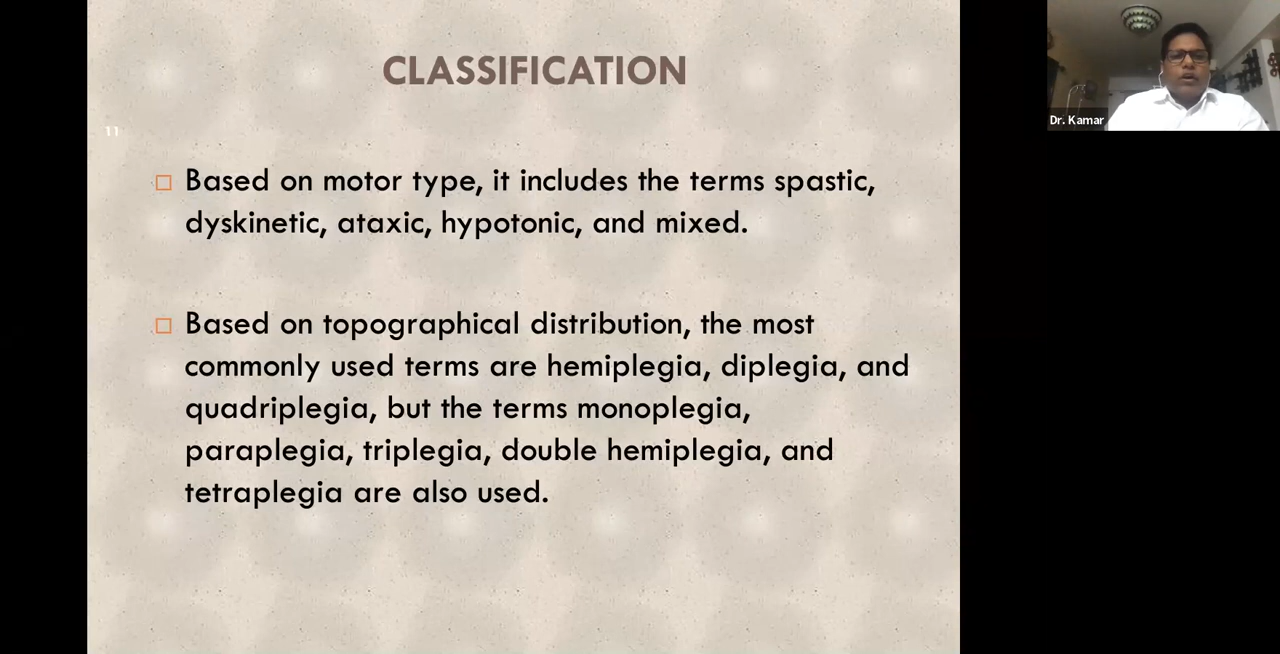 CLASSIFICATION
11
Based on motor type, it includes the terms spastic,
dyskinetic, ataxic, hypotonic, and mixed.
Based on topographical distribution, the most
commonly used terms are hemiplegia, diplegia, and
quadriplegia, but the terms monoplegia,
paraplegia, triplegia, double hemiplegia, and
tetraplegia are also used.
Dr. Kamar